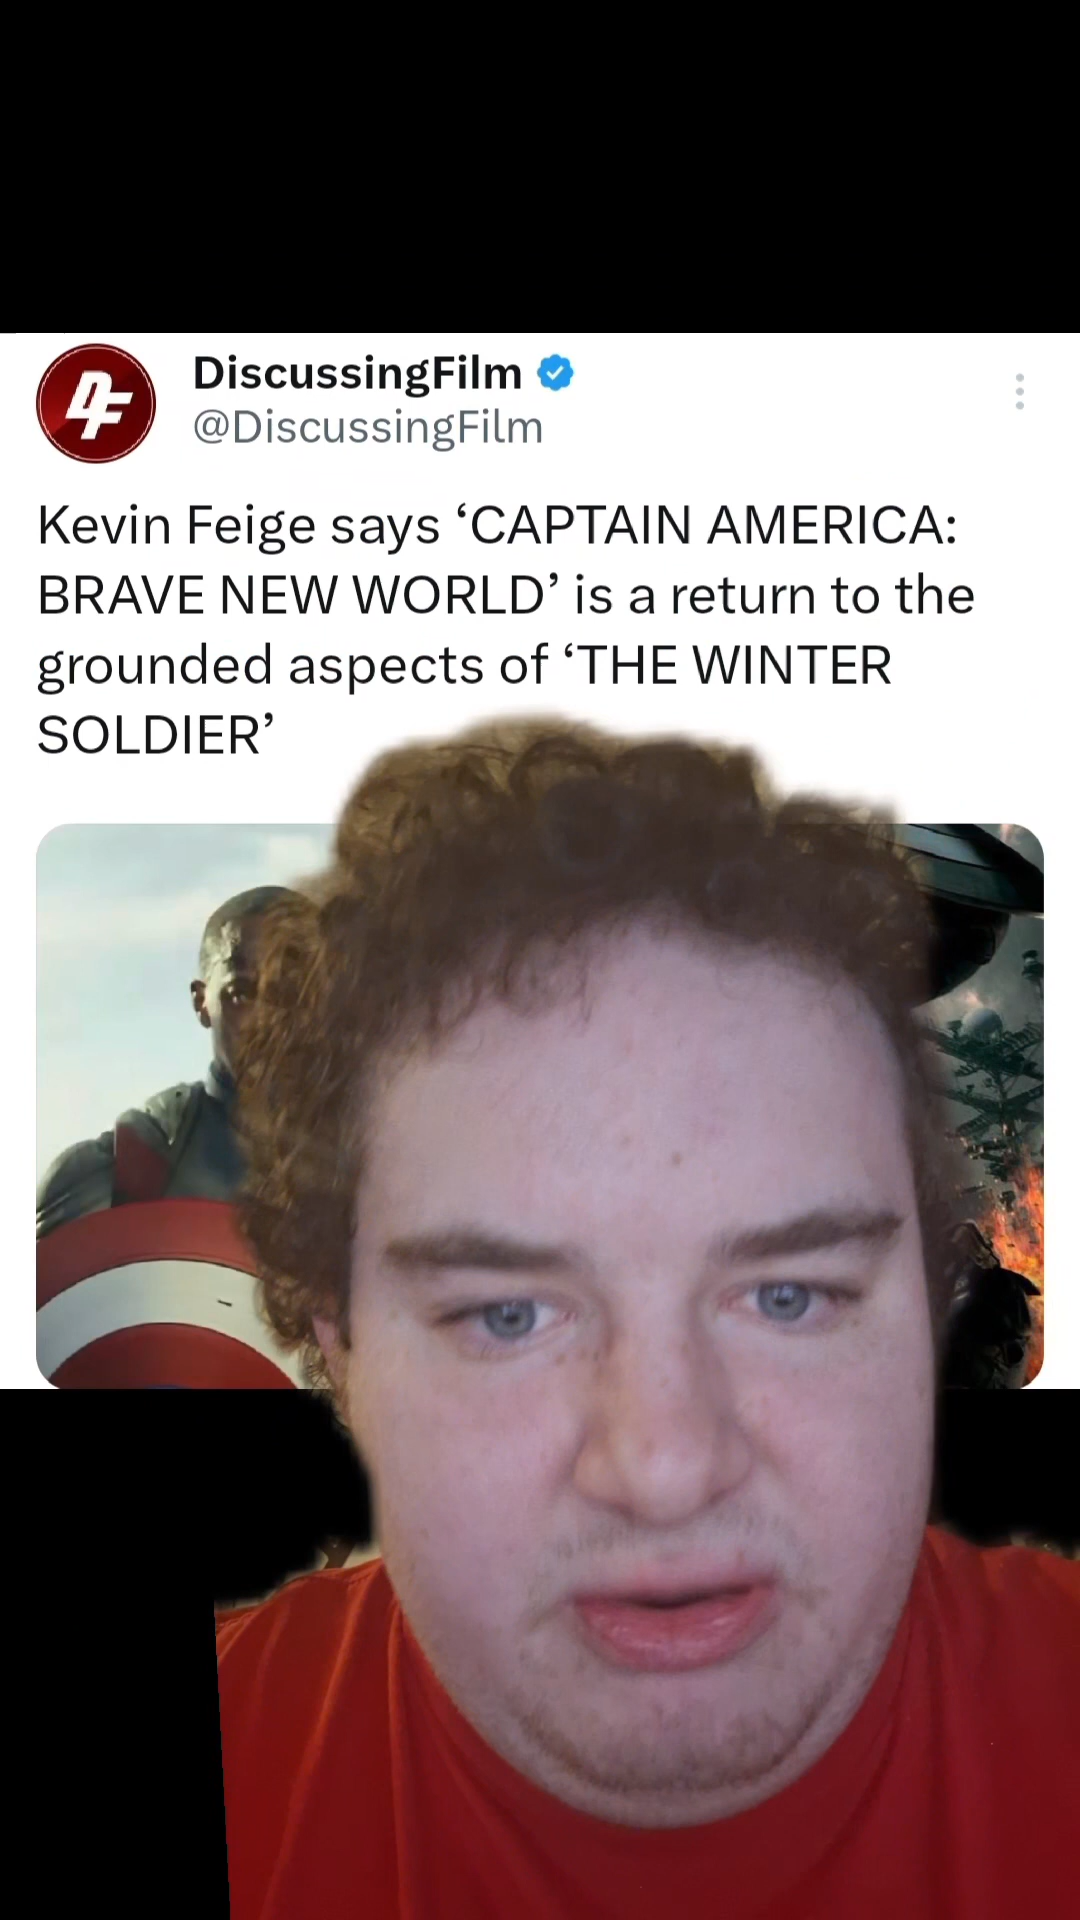 DF
DiscussingFilm
@DiscussingFilm
Kevin Feige says ‘CAPTAIN AMERICA:
BRAVE NEW WORLD’ is a return to the
grounded aspects of ‘THE WINTER
SOLDIER’